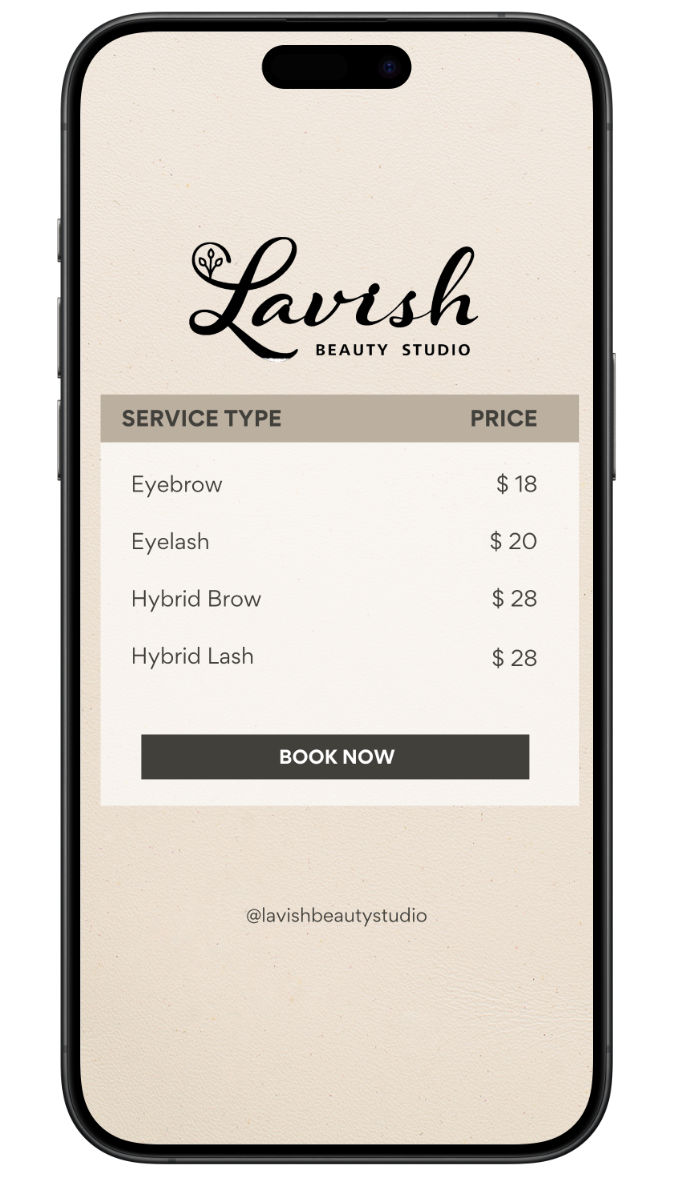 Lavish
BEAUTY STUDIO
SERVICE TYPE PRICE
Eyebrow $ 18
Eyelash $ 20
Hybrid Brow $ 28
Hybrid Lash $ 28
BOOK NOW
@lavishbeautystudio